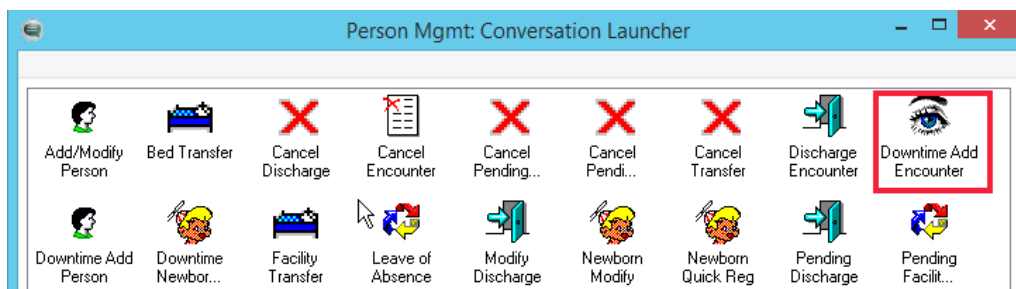 Person Mgmt: Conversation Launcher
Add/Modify Person
Bed Transfer
Cancel Discharge
Cancel Encounter
Cancel Pending...
Cancel Pendi...
Cancel Transfer
Discharge Encounter
Downtime Add Encounter
Downtime Add Person
Downtime Newbor...
Facility Transfer
Leave of Absence
Modify Discharge
Newborn Modify
Newborn Quick Reg
Pending Discharge
Pending Facilit...